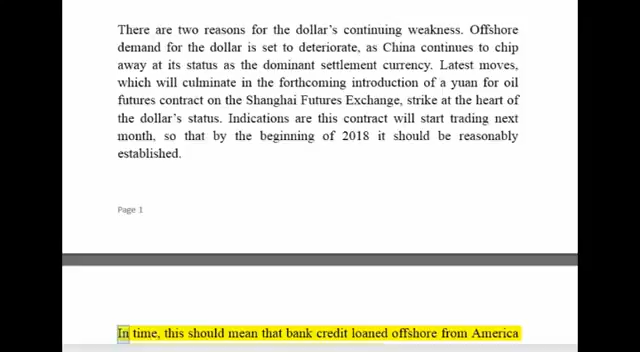 There are two reasons for the dollar’s continuing weakness. Offshore
demand for the dollar is set to deteriorate, as China continues to chip
away at its status as the dominant settlement currency. Latest moves,
which will culminate in the forthcoming introduction of a yuan for oil
futures contract on the Shanghai Futures Exchange, strike at the heart of
the dollar’s status. Indications are this contract will start trading next
month, so that by the beginning of 2018 it should be reasonably
established.
Page 1
In time, this should mean that bank credit loaned offshore from America